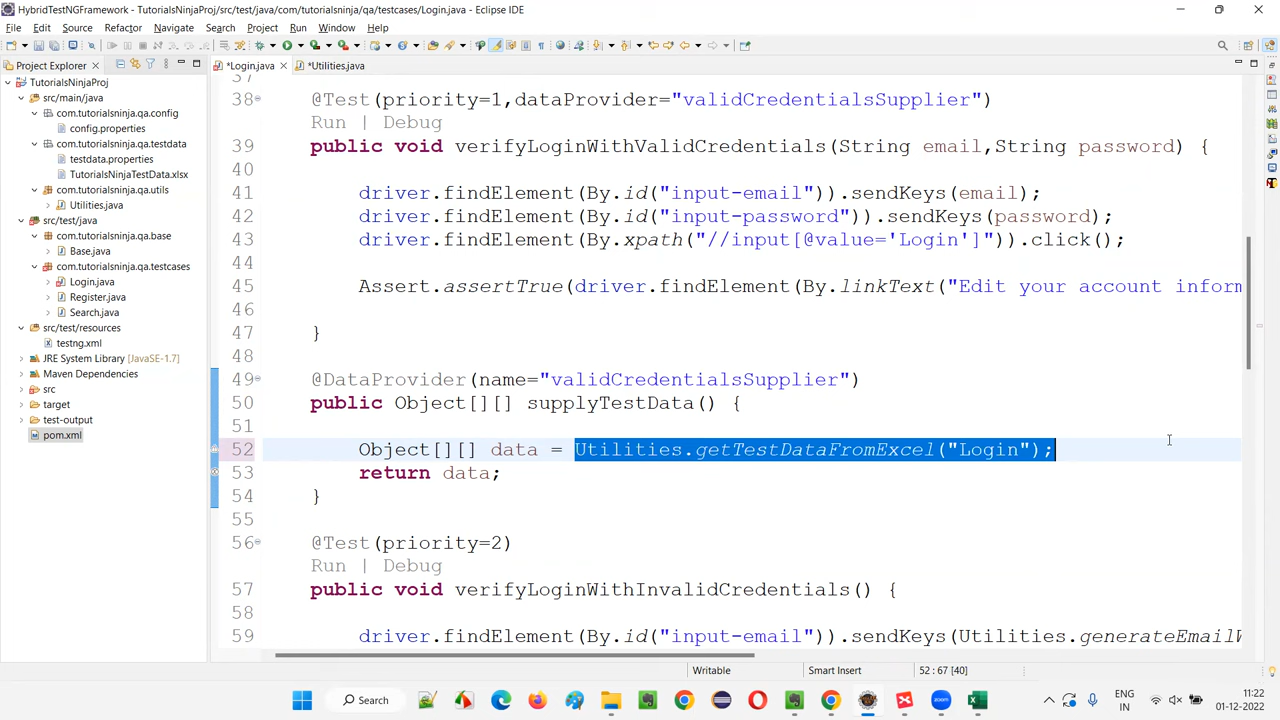 HybridTestNGFramework - TutorialsNinjaProj/src/test/java/com/tutorialsninja/qa/testcases/Login.java - Eclipse IDE
File Edit Source Refactor Navigate Search Project Run Window Help
Project Explorer
*Login.java
*Utilities.java
TutorialsNinjaProj
src/main/java
com.tutorialsninja.qa.config
config.properties
com.tutorialsninja.qa.testdata
testdata.properties
TutorialsNinjaTestData.xlsx
com.tutorialsninja.qa.utils
Utilities.java
src/test/java
com.tutorialsninja.qa.base
Base.java
com.tutorialsninja.qa.testcases
Login.java
Register.java
Search.java
src/test/resources
testng.xml
JRE System Library [JavaSE-1.7]
Maven Dependencies
src
target
test-output
pom.xml
37
38 @Test(priority=1,dataProvider="validCredentialsSupplier")
Run | Debug
39 public void verifyLoginWithValidCredentials(String email,String password) {
40
41 driver.findElement(By.id("input-email")).sendKeys(email);
42 driver.findElement(By.id("input-password")).sendKeys(password);
43 driver.findElement(By.xpath("//input[@value='Login']")).click();
44
45 Assert.assertTrue(driver.findElement(By.linkText("Edit your account inform
46
47 }
48
49 @DataProvider(name="validCredentialsSupplier")
50 public Object[][] supplyTestData() {
51
52 Object[][] data = Utilities.getTestDataFromExcel("Login");
53 return data;
54 }
55
56 @Test(priority=2)
Run | Debug
57 public void verifyLoginWithInvalidCredentials() {
58
59 driver.findElement(By.id("input-email")).sendKeys(Utilities.generateEmailW
Writable
Smart Insert
52 : 67 [40]
Search
zoom
ENG
IN
11:22
01-12-2022